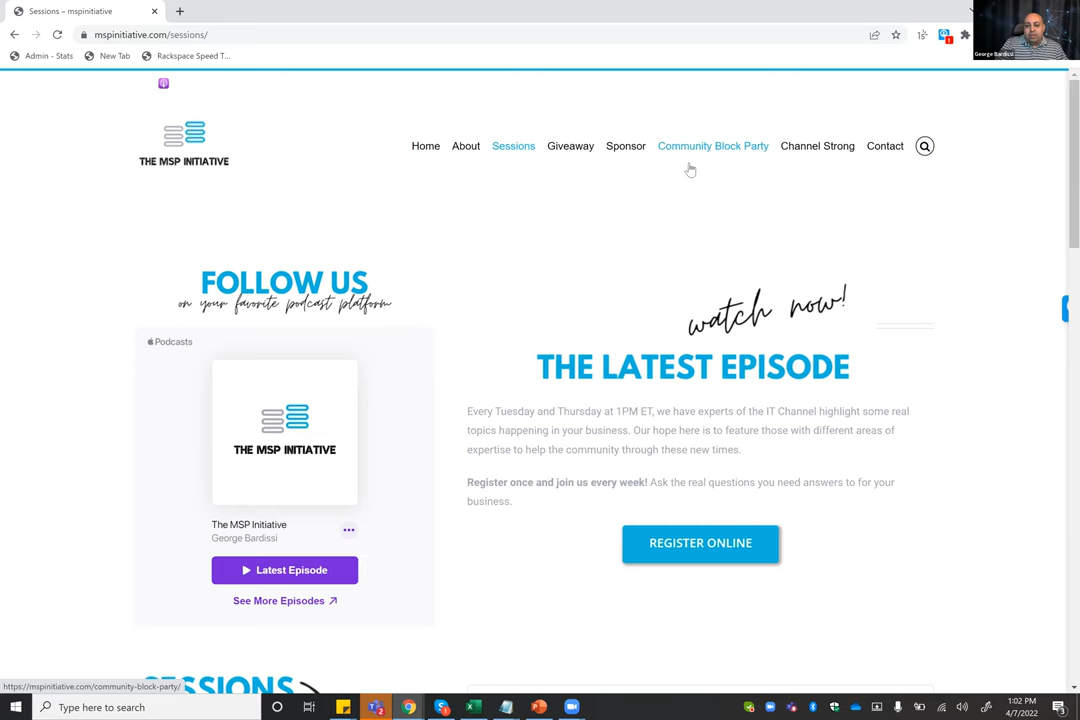 Sessions – mspinitiative
mspinitiative.com/sessions/
Admin - Stats
New Tab
Rackspace Speed T...
George Bardissi
THE MSP INITIATIVE
Home
About
Sessions
Giveaway
Sponsor
Community Block Party
Channel Strong
Contact
FOLLOW US
on your favorite podcast platform
Podcasts
THE MSP INITIATIVE
The MSP Initiative
George Bardissi
Latest Episode
See More Episodes
watch now!
THE LATEST EPISODE
Every Tuesday and Thursday at 1PM ET, we have experts of the IT Channel highlight some real
topics happening in your business. Our hope here is to feature those with different areas of
expertise to help the community through these new times.
Register once and join us every week! Ask the real questions you need answers to for your
business.
REGISTER ONLINE
SESSIONS
https://mspinitiative.com/community-block-party/
Type here to search
1:02 PM
4/7/2022